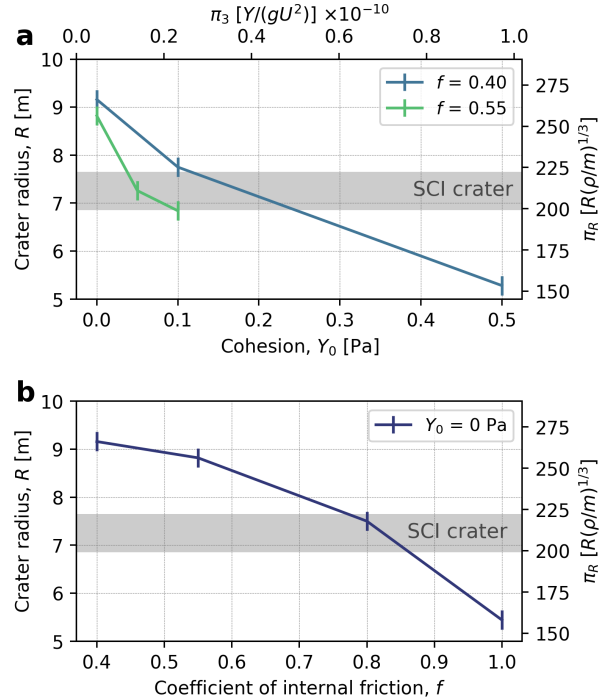 π₃ [Y/(gU²)] ×10⁻¹⁰
0.0 0.2 0.4 0.6 0.8 1.0
a
10
9
8
7
6
5
Crater radius, R [m]
f = 0.40
f = 0.55
SCI crater
275
250
225
200
175
150
π_R [R(ρ/m)^1/3]
0.0 0.1 0.2 0.3 0.4 0.5
Cohesion, Y₀ [Pa]
b
10
9
8
7
6
5
Crater radius, R [m]
Y₀ = 0 Pa
SCI crater
275
250
225
200
175
150
π_R [R(ρ/m)^1/3]
0.4 0.5 0.6 0.7 0.8 0.9 1.0
Coefficient of internal friction, f